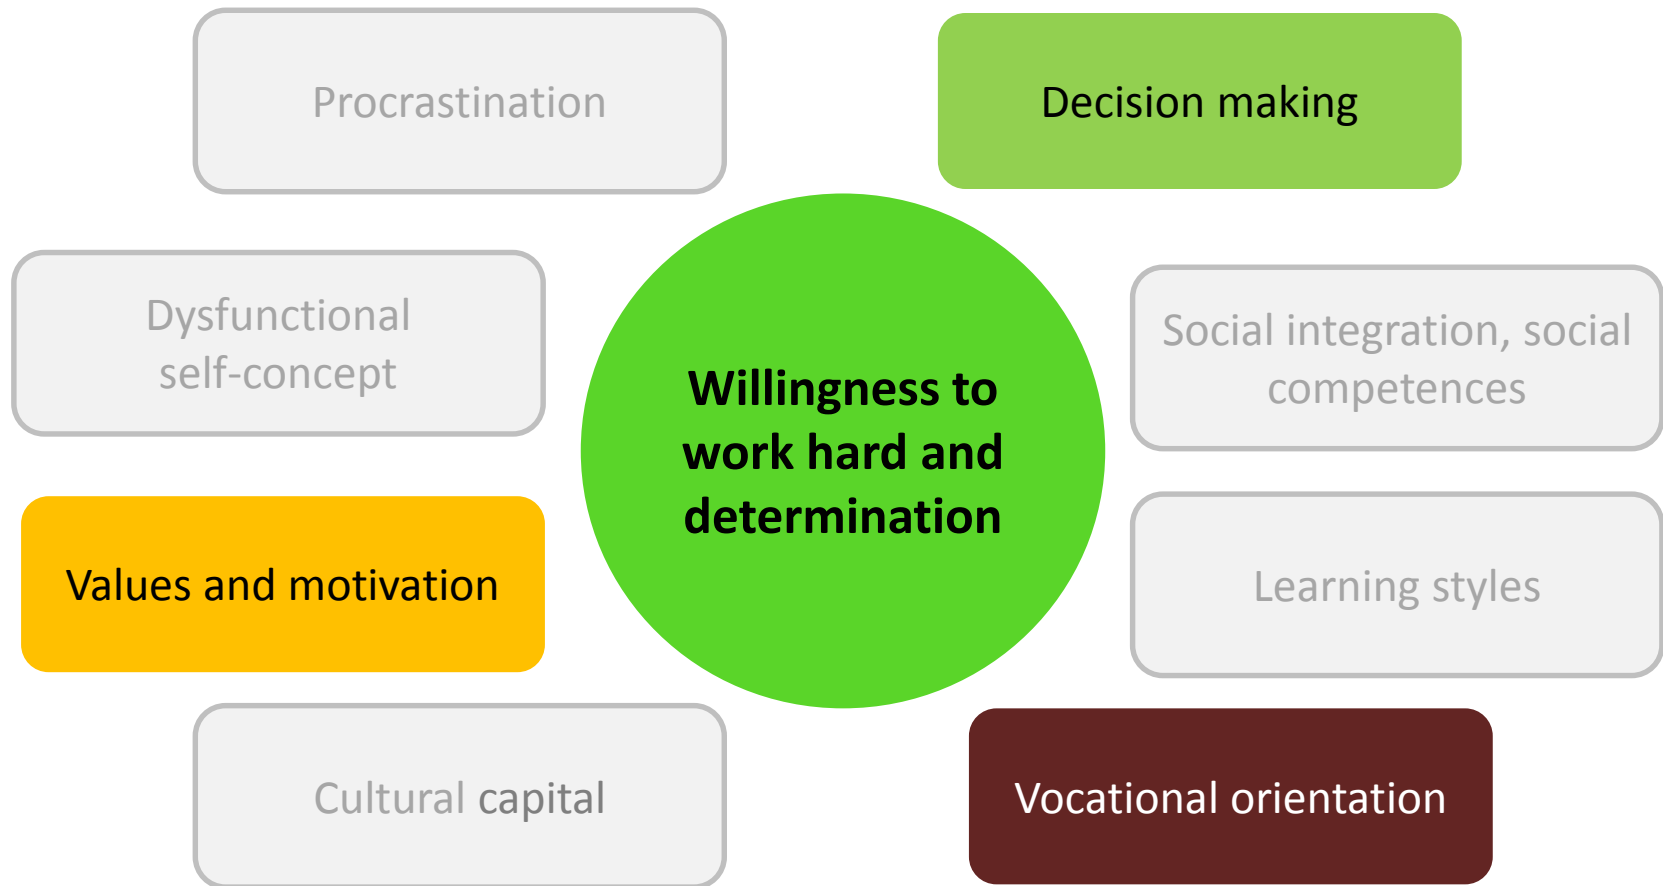 Procrastination
Decision making
Dysfunctional
self-concept
Willingness to
work hard and
determination
Social integration, social
competences
Values and motivation
Learning styles
Cultural capital
Vocational orientation